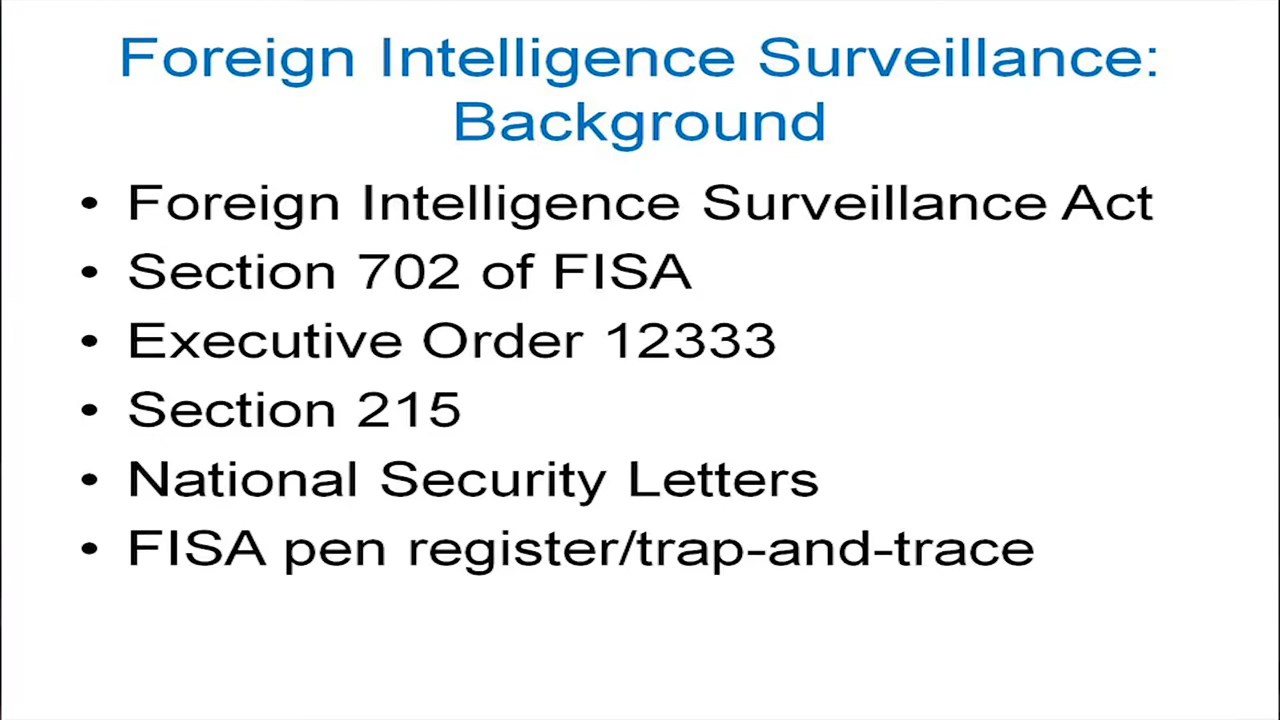 Foreign Intelligence Surveillance:
Background
• Foreign Intelligence Surveillance Act
• Section 702 of FISA
• Executive Order 12333
• Section 215
• National Security Letters
• FISA pen register/trap-and-trace